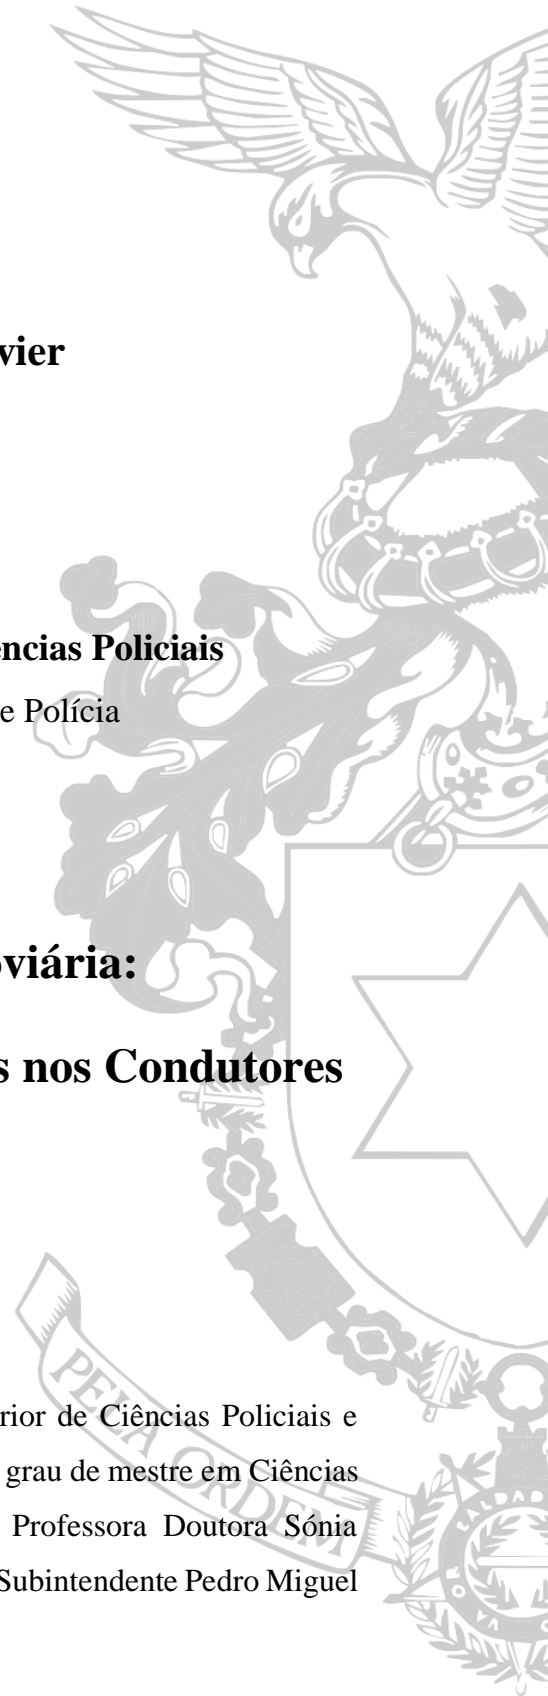 vier
ências Policiais
e Polícia
oviária:
s nos Condutores
PELA ORDEM
rior de Ciências Policiais e
grau de mestre em Ciências
Professora Doutora Sónia
Subintendente Pedro Miguel